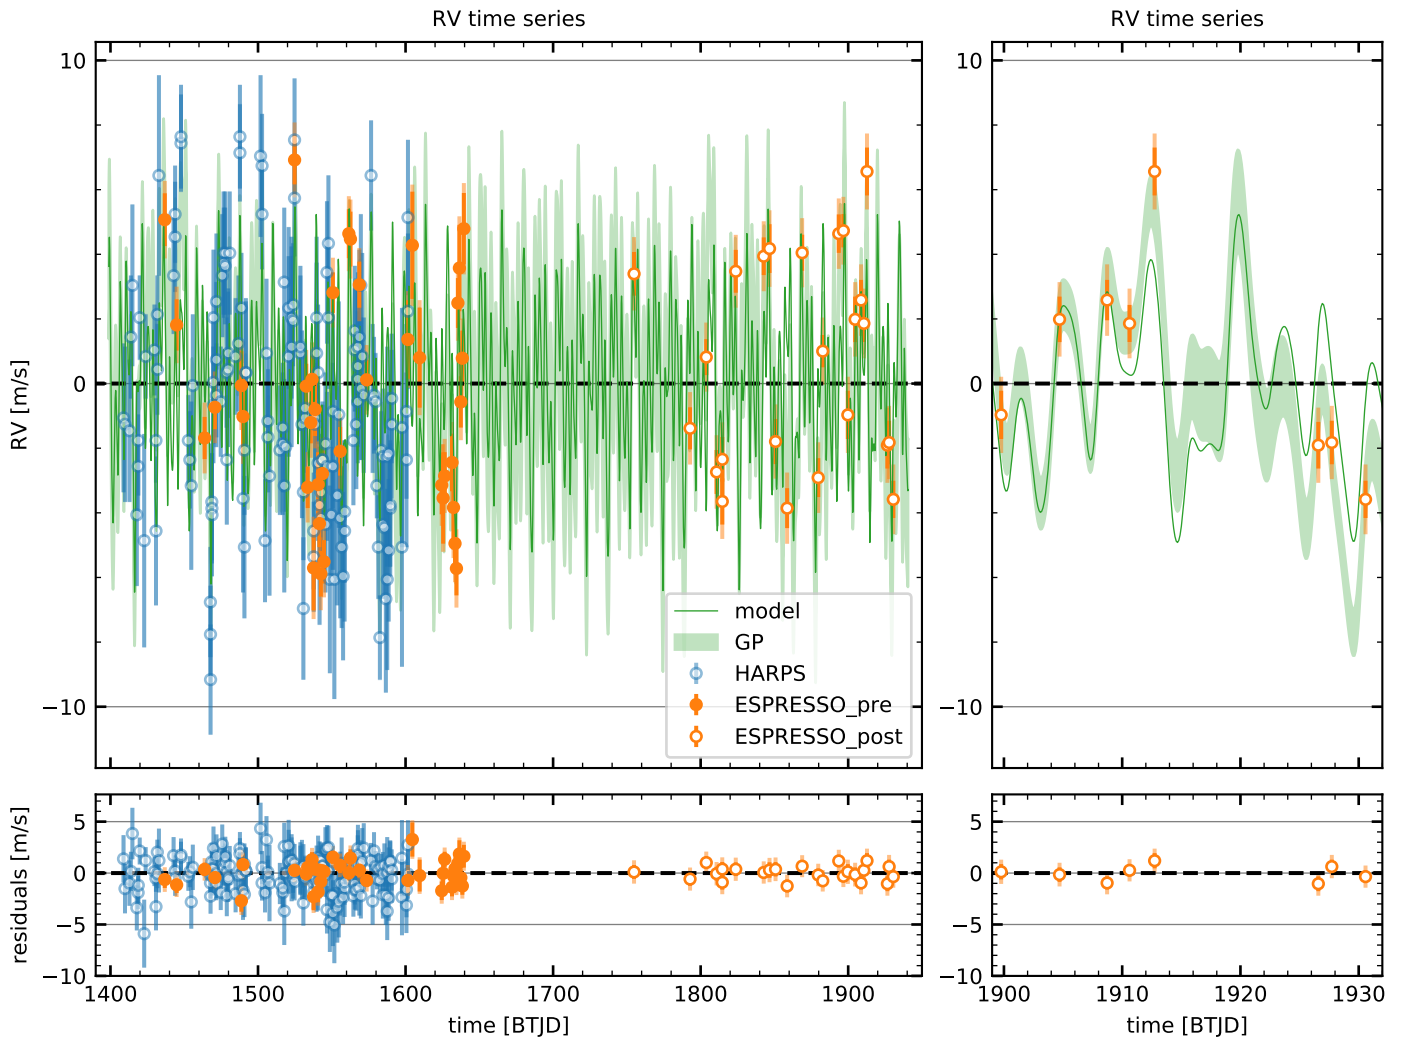 RV time series
RV time series
10
0
−10
RV [m/s]
10
0
−10
model
GP
HARPS
ESPRESSO_pre
ESPRESSO_post
5
0
−5
−10
residuals [m/s]
5
0
−5
−10
1400
1500
1600
1700
1800
1900
time [BTJD]
1900
1910
1920
1930
time [BTJD]